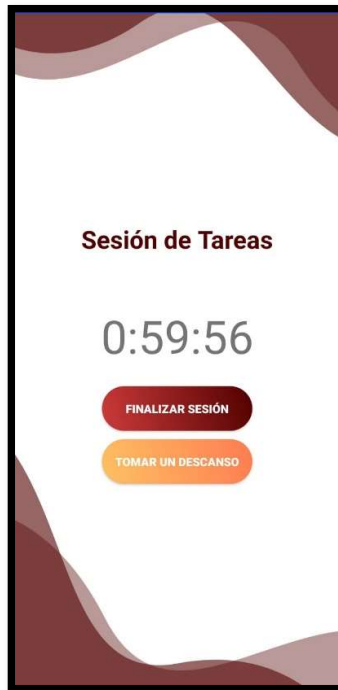 Sesión de Tareas
0:59:56
FINALIZAR SESIÓN
TOMAR UN DESCANSO